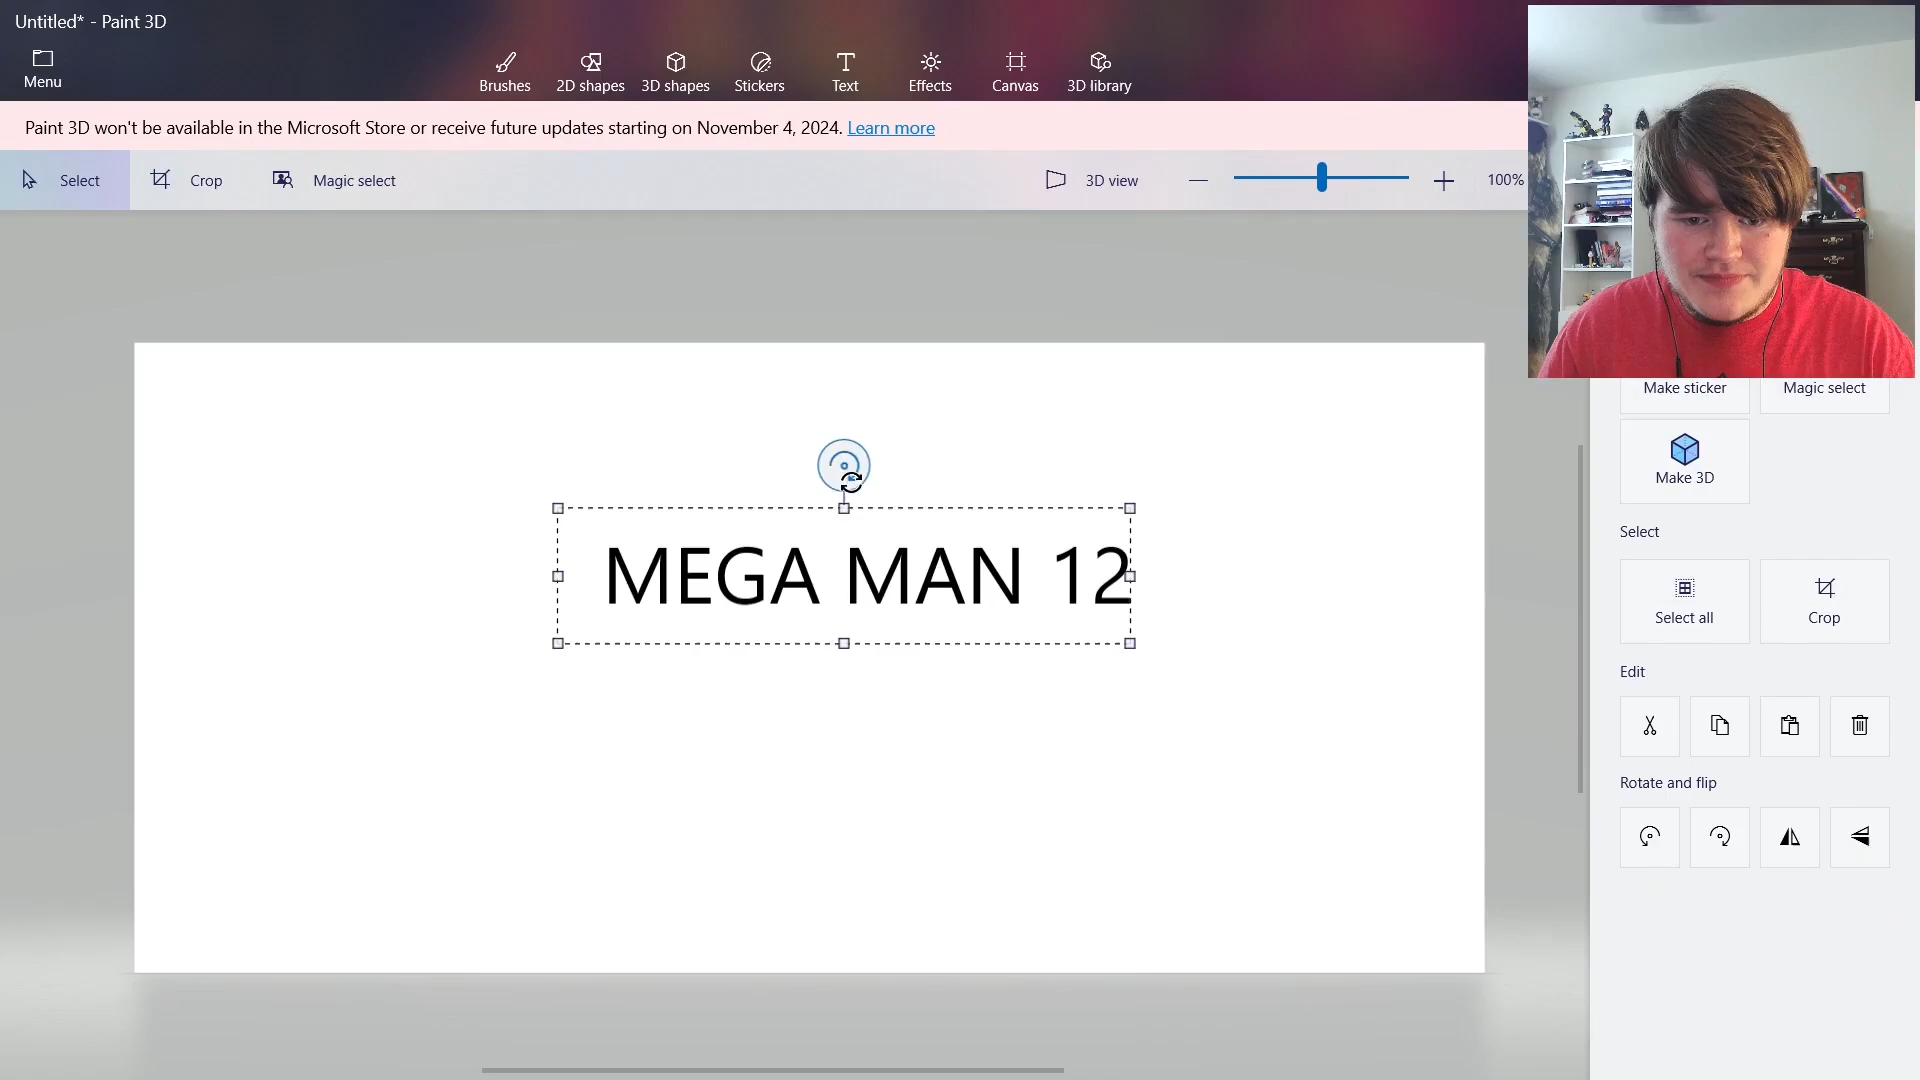 Untitled* - Paint 3D
Menu
Brushes
2D shapes
3D shapes
Stickers
Text
Effects
Canvas
3D library
Paint 3D won't be available in the Microsoft Store or receive future updates starting on November 4, 2024. Learn more
Select
Crop
Magic select
3D view
100%
Make sticker
Magic select
Make 3D
MEGA MAN 12
Select
Select all
Crop
Edit
Rotate and flip